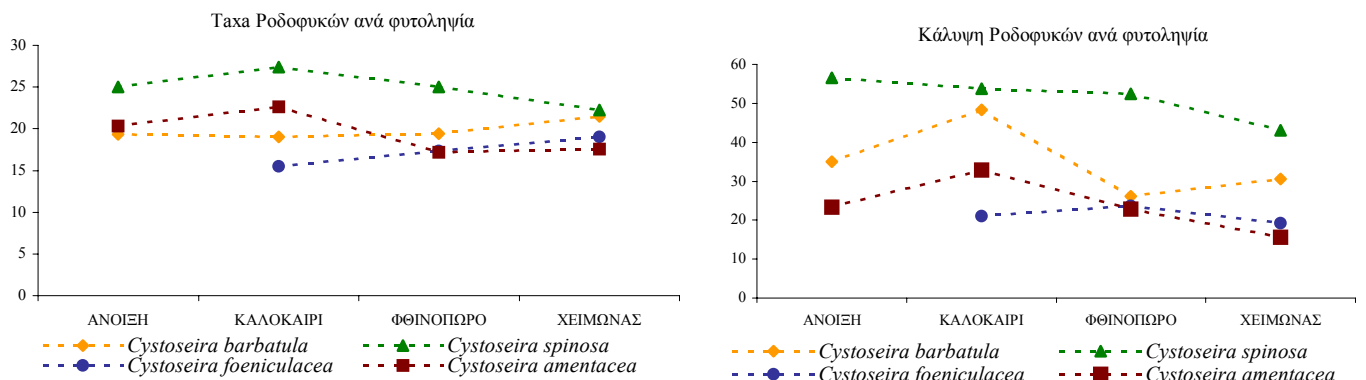 Taxa Ροδοφυκών ανά φυτοληψία
30
25
20
15
10
5
0
ΑΝΟΙΞΗ ΚΑΛΟΚΑΙΡΙ ΦΘΙΝΟΠΩΡΟ ΧΕΙΜΩΝΑΣ
Cystoseira barbatula Cystoseira spinosa
Cystoseira foeniculacea Cystoseira amentacea
Κάλυψη Ροδοφυκών ανά φυτοληψία
60
50
40
30
20
10
0
ΑΝΟΙΞΗ ΚΑΛΟΚΑΙΡΙ ΦΘΙΝΟΠΩΡΟ ΧΕΙΜΩΝΑΣ
Cystoseira barbatula Cystoseira spinosa
Cystoseira foeniculacea Cystoseira amentacea